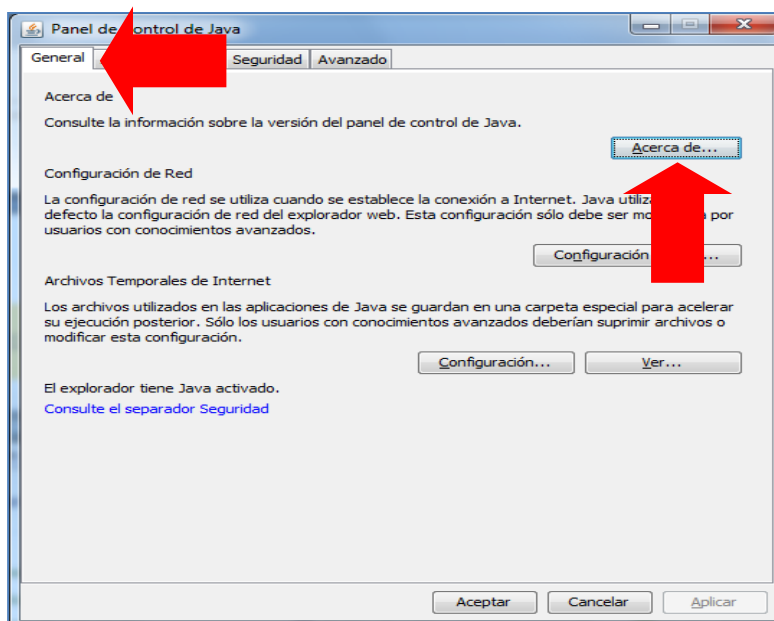 Panel de control de Java
General Seguridad Avanzado
Acerca de
Consulte la información sobre la versión del panel de control de Java.
Acerca de...
Configuración de Red
La configuración de red se utiliza cuando se establece la conexión a Internet. Java utiliza
defecto la configuración de red del explorador web. Esta configuración sólo debe ser por
usuarios con conocimientos avanzados.
Configuración ...
Archivos Temporales de Internet
Los archivos utilizados en las aplicaciones de Java se guardan en una carpeta especial para acelerar
su ejecución posterior. Sólo los usuarios con conocimientos avanzados deberían suprimir archivos o
modificar esta configuración.
Configuración... Ver...
El explorador tiene Java activado.
Consulte el separador Seguridad
Aceptar Cancelar Aplicar